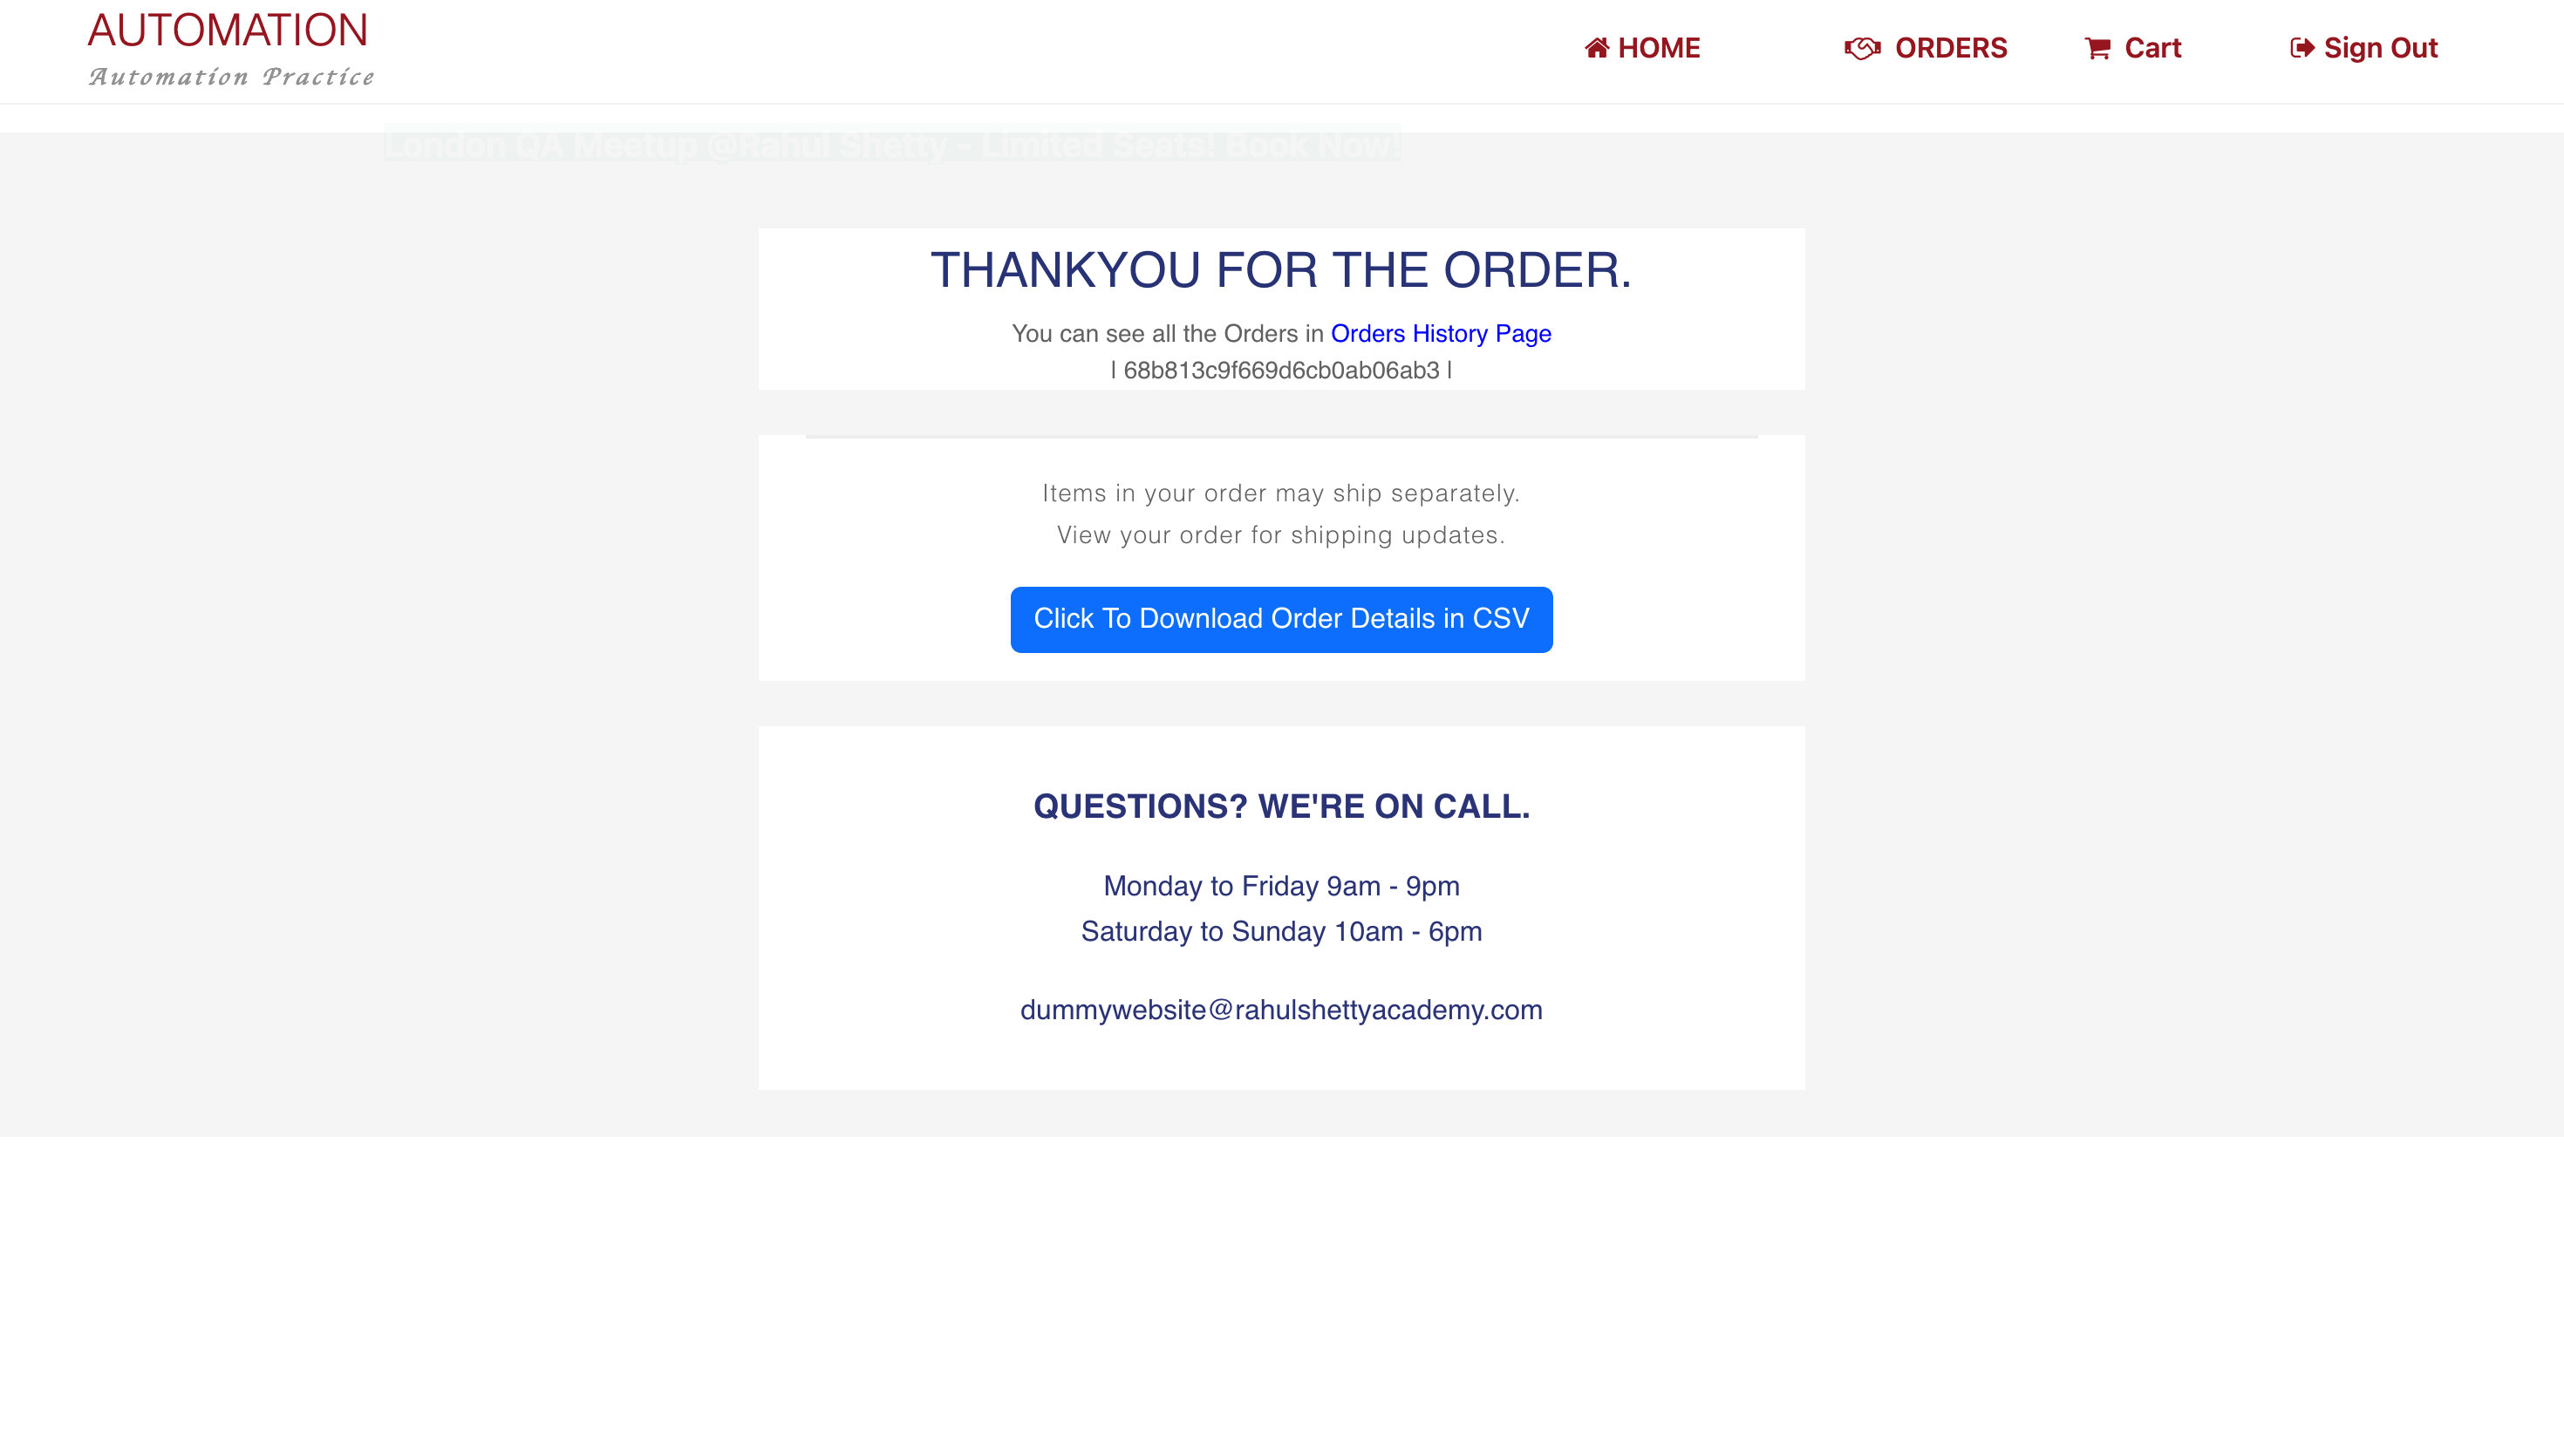 AUTOMATION
Automation Practice
HOME
ORDERS
Cart
Sign Out
London QA Meetup @Rahul Shetty - Limited Seats! Book Now!
THANKYOU FOR THE ORDER.
You can see all the Orders in Orders History Page
| 68b813c9f669d6cb0ab06ab3 |
Items in your order may ship separately.
View your order for shipping updates.
Click To Download Order Details in CSV
QUESTIONS? WE'RE ON CALL.
Monday to Friday 9am - 9pm
Saturday to Sunday 10am - 6pm
dummywebsite@rahulshettyacademy.com